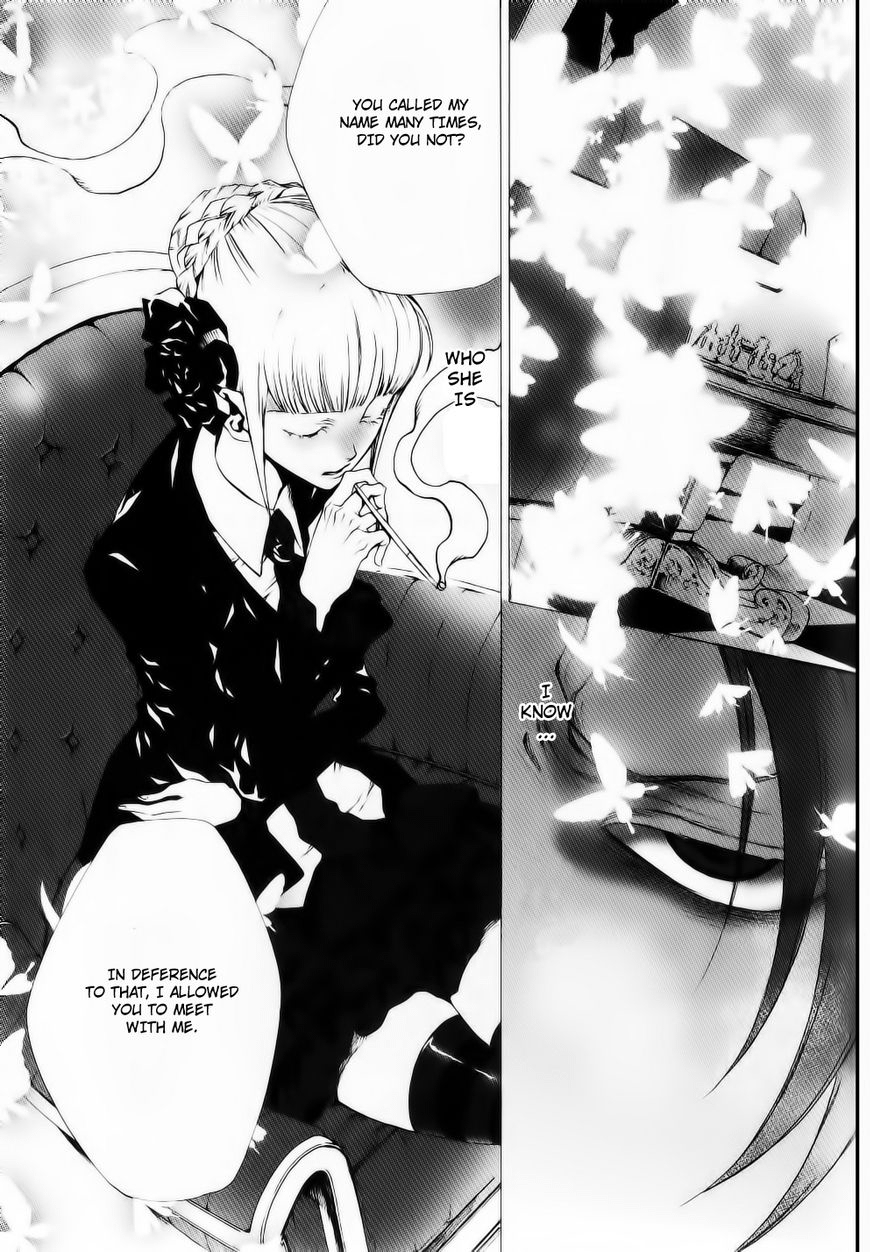 I
KNOW
...
WHO
SHE
IS
YOU CALLED MY
NAME MANY TIMES,
DID YOU NOT?
IN DEFERENCE
TO THAT, I ALLOWED
YOU TO MEET
WITH ME.